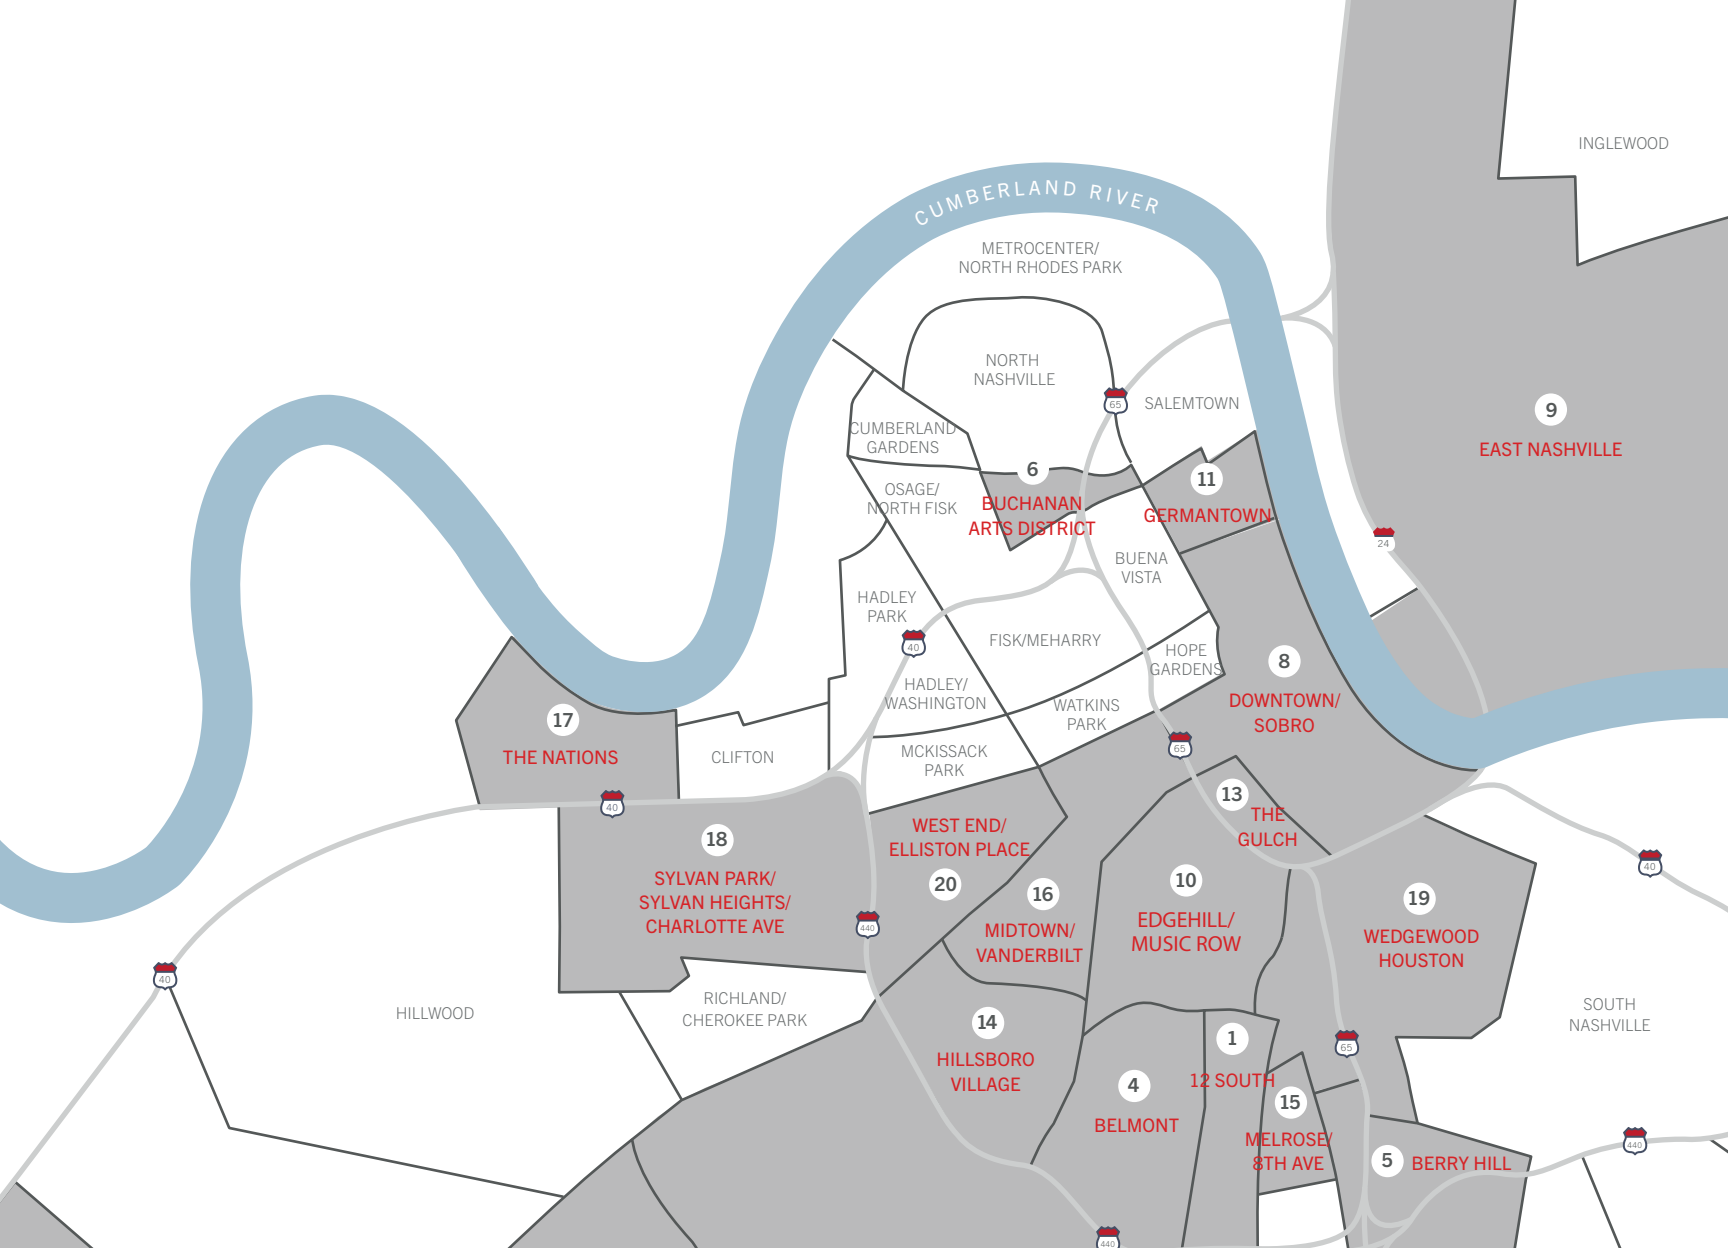 INGLEWOOD
CUMBERLAND RIVER
METROCENTER/
NORTH RHODES PARK
NORTH
NASHVILLE
65
SALEMTOWN
9
EAST NASHVILLE
CUMBERLAND
GARDENS
6
BUCHANAN
ARTS DISTRICT
11
GERMANTOWN
OSAGE/
NORTH FISK
24
BUENA
VISTA
HADLEY
PARK
40
FISK/MEHARRY
HOPE
GARDENS
8
DOWNTOWN/
SOBRO
HADLEY/
WASHINGTON
WATKINS
PARK
17
THE NATIONS
CLIFTON
MCKISSACK
PARK
65
40
13
THE
GULCH
18
SYLVAN PARK/
SYLVAN HEIGHTS/
CHARLOTTE AVE
WEST END/
ELLISTON PLACE
20
16
MIDTOWN/
VANDERBILT
10
EDGEHILL/
MUSIC ROW
40
19
WEDGEWOOD
HOUSTON
440
40
HILLWOOD
RICHLAND/
CHEROKEE PARK
14
HILLSBORO
VILLAGE
1
12 SOUTH
65
SOUTH
NASHVILLE
4
BELMONT
15
MELROSE/
8TH AVE
5
BERRY HILL
440
440